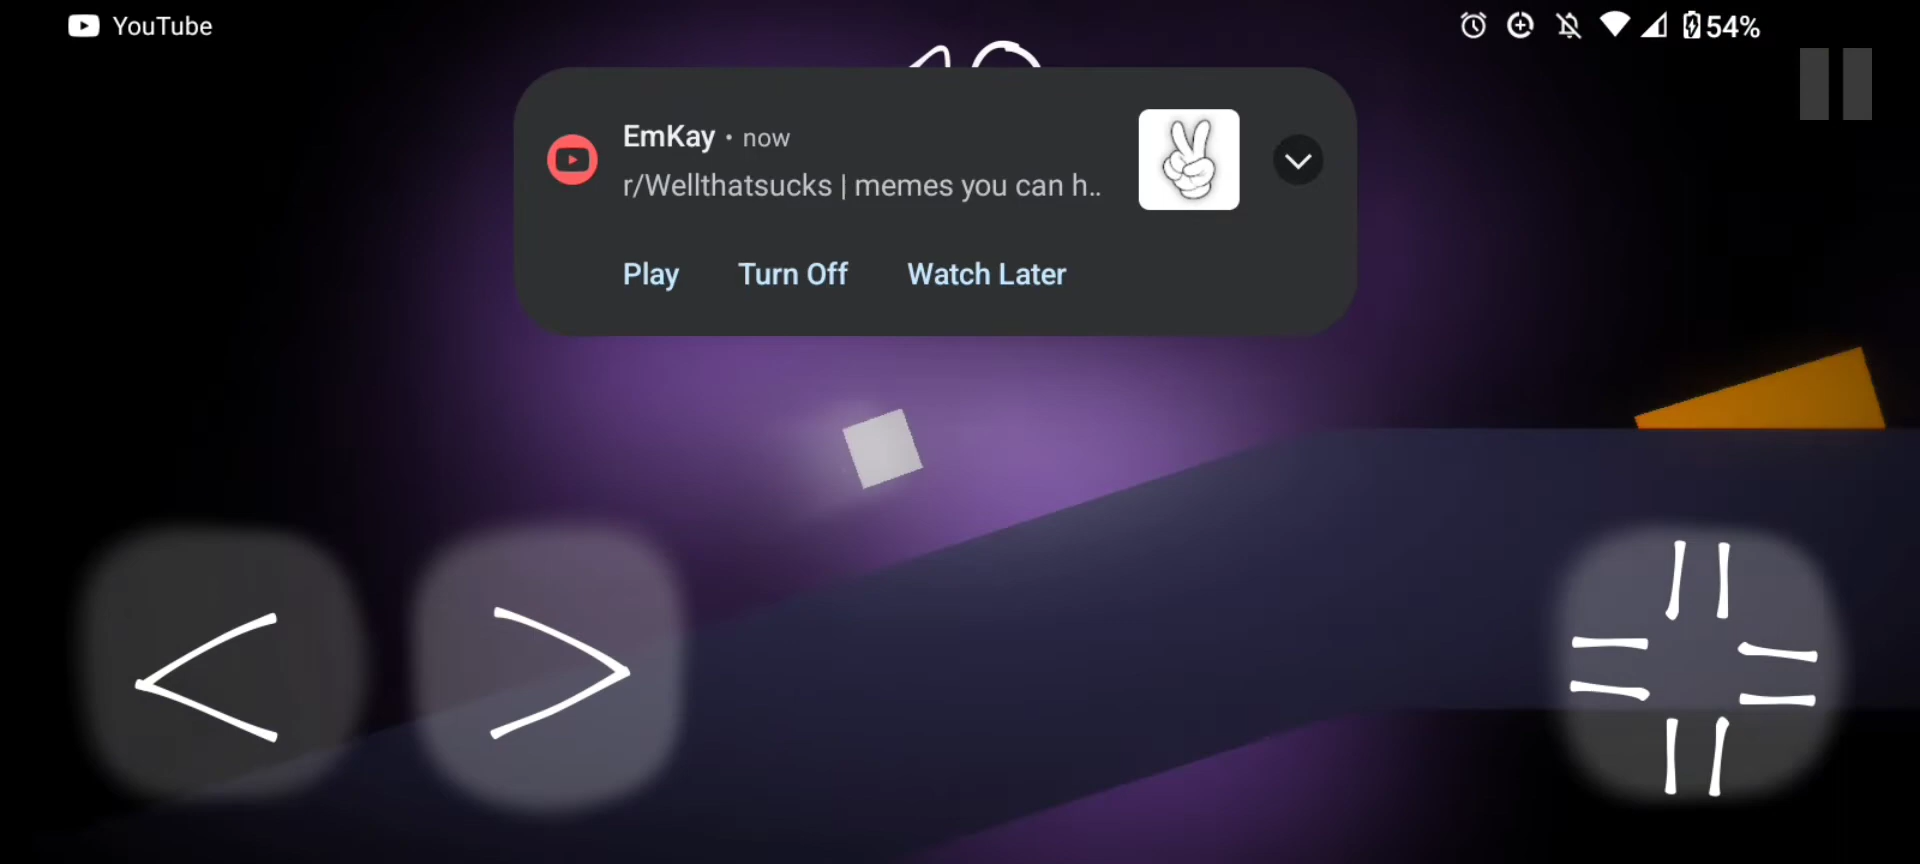 YouTube
54%
EmKay • now
r/Wellthatsucks | memes you can h..
Play Turn Off Watch Later